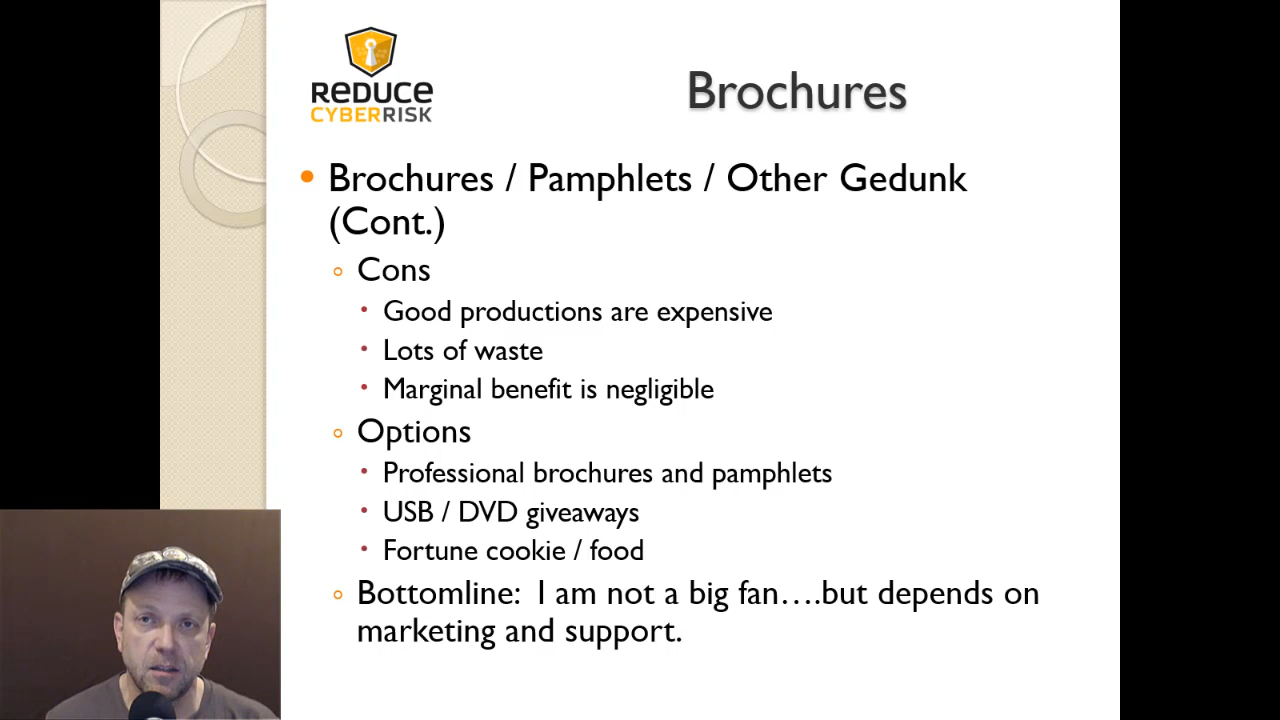 REDUCE
CYBERRISK
Brochures
Brochures / Pamphlets / Other Gedunk
(Cont.)
Cons
Good productions are expensive
Lots of waste
Marginal benefit is negligible
Options
Professional brochures and pamphlets
USB / DVD giveaways
Fortune cookie / food
Bottomline: I am not a big fan….but depends on
marketing and support.